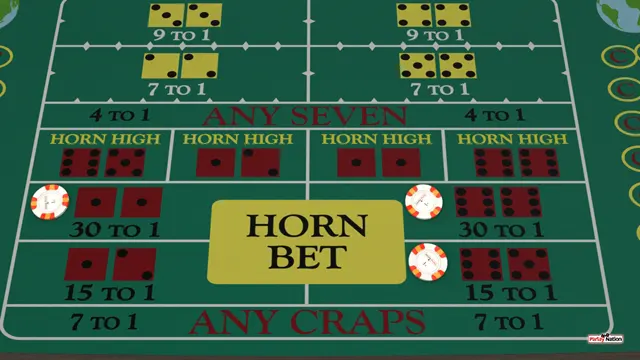 9 TO 1
9 TO 1
7 TO 1
7 TO 1
4 TO 1
ANY SEVEN
4 TO 1
HORN HIGH
HORN HIGH
HORN HIGH
HORN HIGH
30 TO 1
HORN
BET
30 TO 1
15 TO 1
15 TO 1
7 TO 1
ANY CRAPS
7 TO 1
Parlay Nation
C
C
C